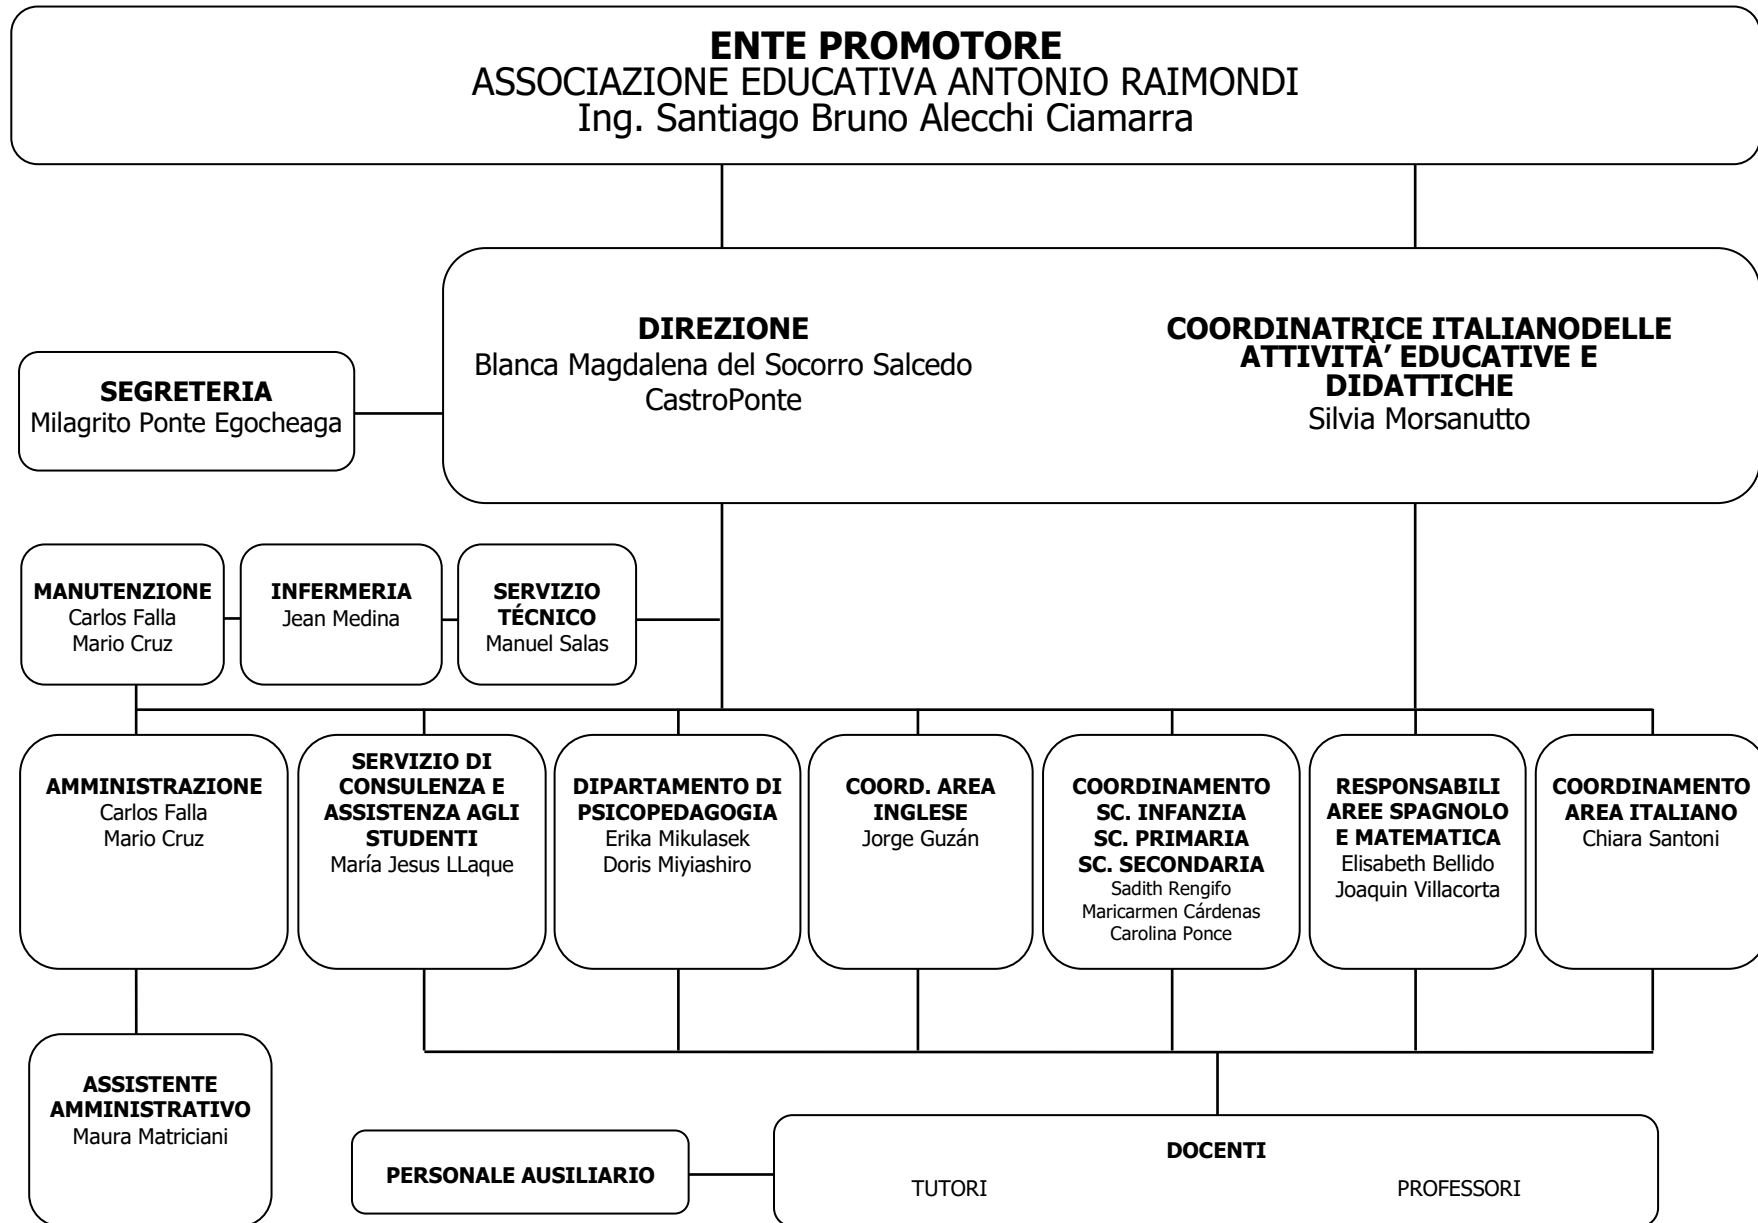 ENTE PROMOTORE
ASSOCIAZIONE EDUCATIVA ANTONIO RAIMONDI
Ing. Santiago Bruno Alecchi Ciamarra
DIREZIONE
Blanca Magdalena del Socorro Salcedo
CastroPonte
COORDINATRICE ITALIANODELLE
ATTIVITÀ’ EDUCATIVE E
DIDATTICHE
Silvia Morsanutto
SEGRETERIA
Milagrito Ponte Egocheaga
MANUTENZIONE
Carlos Falla
Mario Cruz
INFERMERIA
Jean Medina
SERVIZIO
TÉCNICO
Manuel Salas
AMMINISTRAZIONE
Carlos Falla
Mario Cruz
SERVIZIO DI
CONSULENZA E
ASSISTENZA AGLI
STUDENTI
María Jesus LLaque
DIPARTAMENTO DI
PSICOPEDAGOGIA
Erika Mikulasek
Doris Miyiashiro
COORD. AREA
INGLESE
Jorge Guzán
COORDINAMENTO
SC. INFANZIA
SC. PRIMARIA
SC. SECONDARIA
Sadith Rengifo
Maricarmen Cárdenas
Carolina Ponce
RESPONSABILI
AREE SPAGNOLO
E MATEMATICA
Elisabeth Bellido
Joaquin Villacorta
COORDINAMENTO
AREA ITALIANO
Chiara Santoni
ASSISTENTE
AMMINISTRATIVO
Maura Matriciani
PERSONALE AUSILIARIO
DOCENTI
TUTORI
PROFESSORI